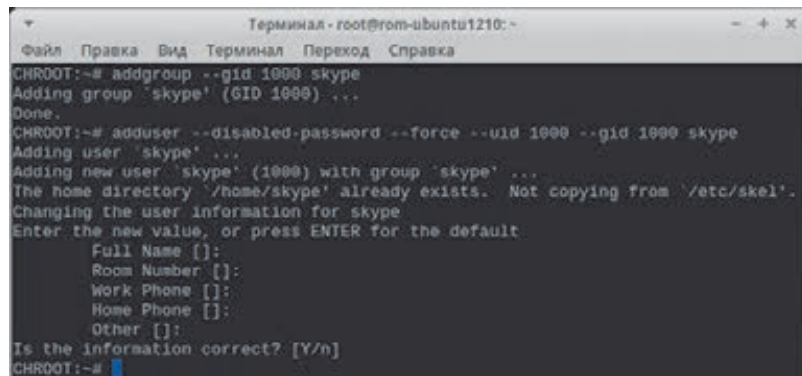 Терминал - root@rom-ubuntu1210: ~
Файл Правка Вид Терминал Переход Справка
CHROOT:~# addgroup --gid 1000 skype
Adding group `skype' (GID 1000) ...
Done.
CHROOT:~# adduser --disabled-password --force --uid 1000 --gid 1000 skype
Adding user `skype' ...
Adding new user `skype' (1000) with group `skype' ...
The home directory `/home/skype' already exists.  Not copying from `/etc/skel'.
Changing the user information for skype
Enter the new value, or press ENTER for the default
Full Name []:
Room Number []:
Work Phone []:
Home Phone []:
Other []:
Is the information correct? [Y/n]
CHROOT:~#